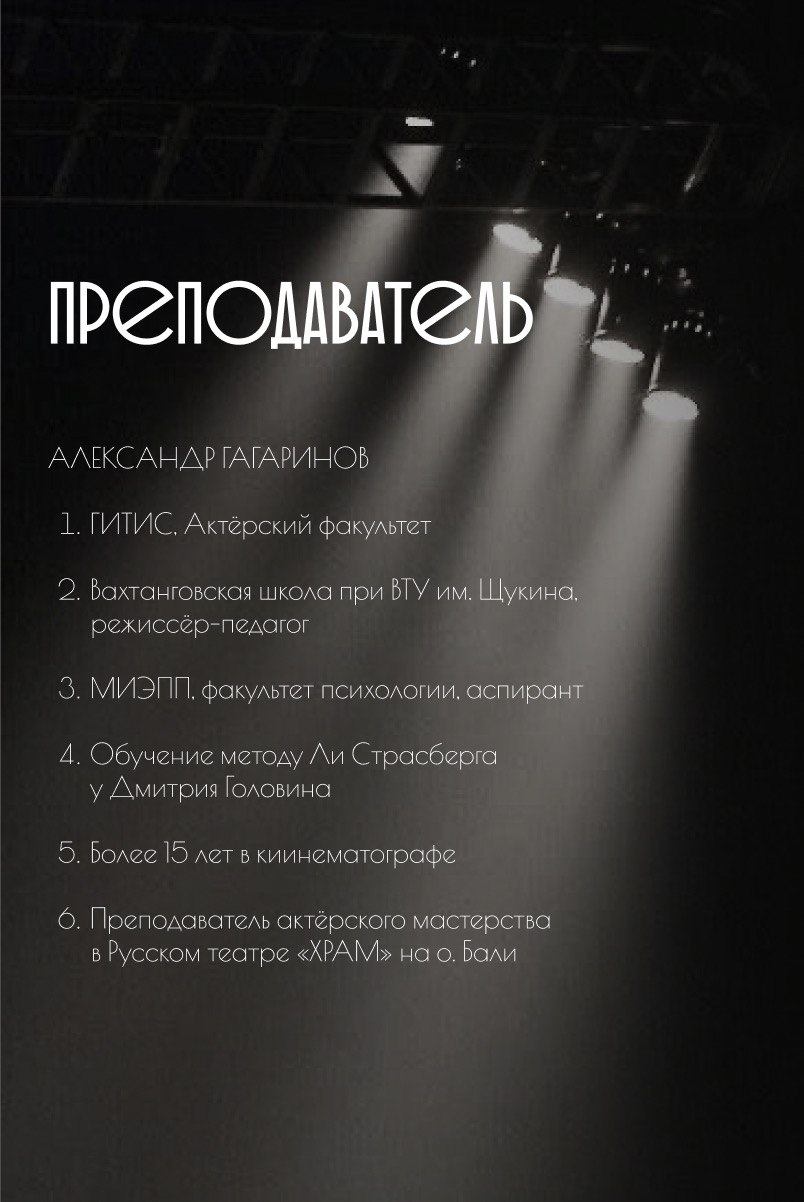 ПРЕПОДАВАТЕЛЬ
АЛЕКСАНДР ГАГАРИНОВ
1. ГИТИС, Актёрский факультет
2. Вахтанговская школа при ВТУ им. Щукина,
режиссёр-педагог
3. МИЭПП, факультет психологии, аспирант
4. Обучение методу Ли Страсберга
у Дмитрия Головина
5. Более 15 лет в киинематографе
6. Преподаватель актёрского мастерства
в Русском театре «ХРАМ» на о. Бали